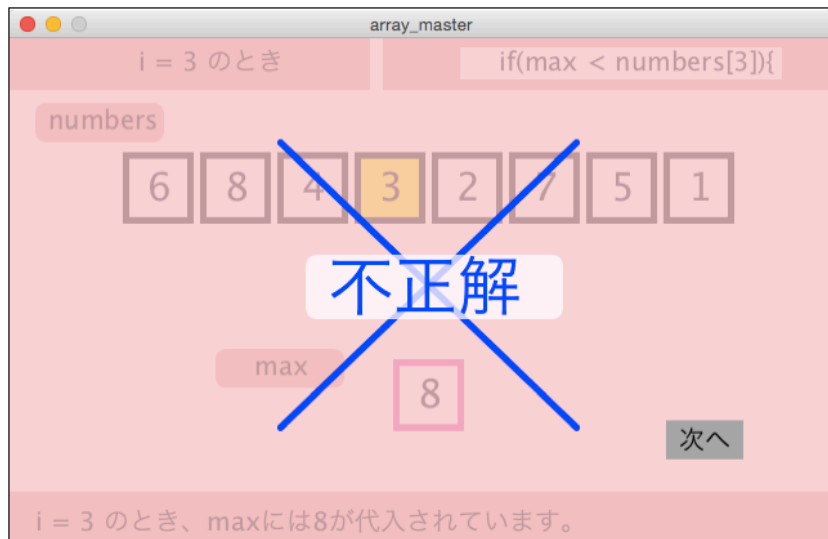 array_master
i = 3 のとき
if(max < numbers[3]){
numbers
6 8 4 3 2 7 5 1
不正解
max
8
次へ
i = 3 のとき、maxには8が代入されています。